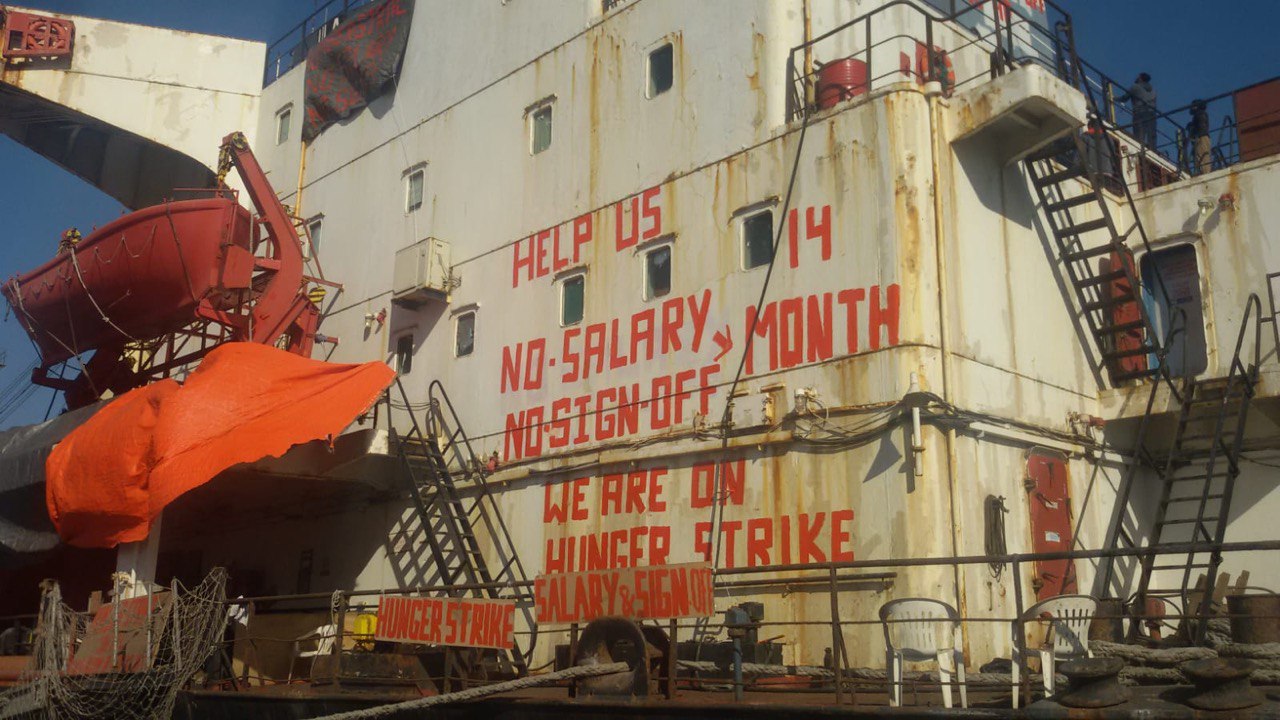 HELP US
14
NO·SALARY > MONTH
NO·SIGN·OFF
WE ARE ON
HUNGER STRIKE
HUNGER STRIKE
SALARY & SIGN OFF